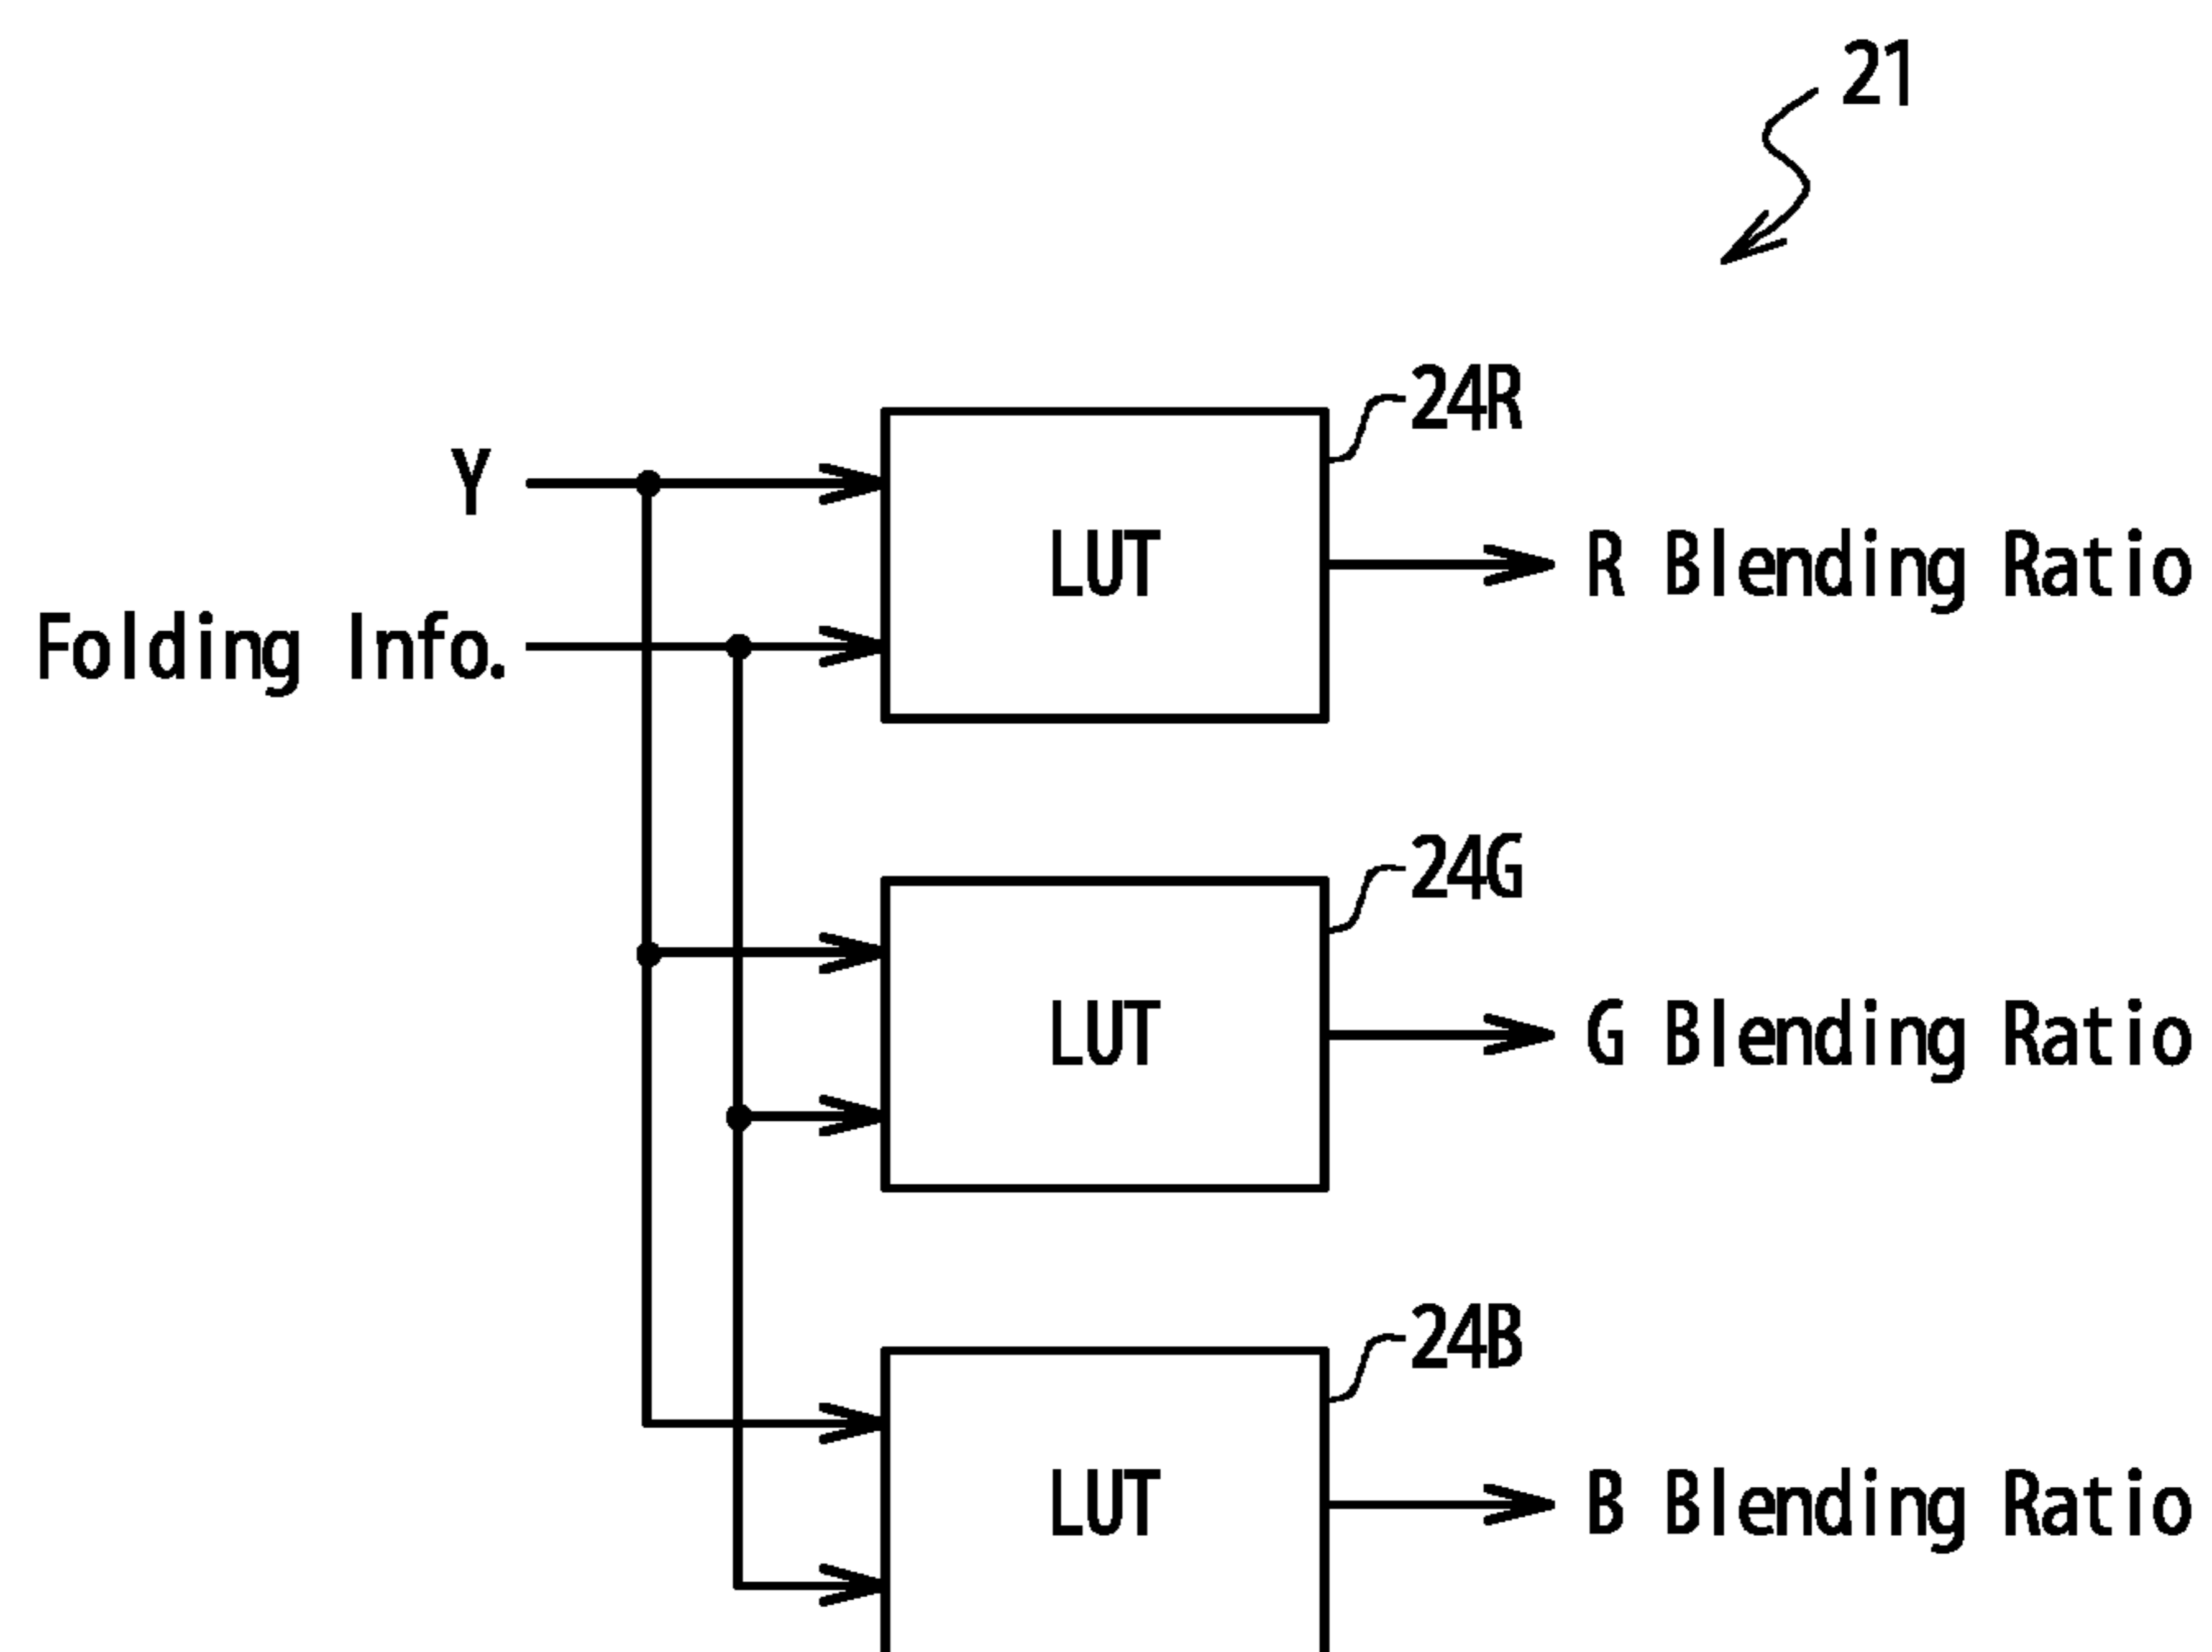 21
24R
Y
LUT
R Blending Ratio
Folding Info.
24G
LUT
G Blending Ratio
24B
LUT
B Blending Ratio